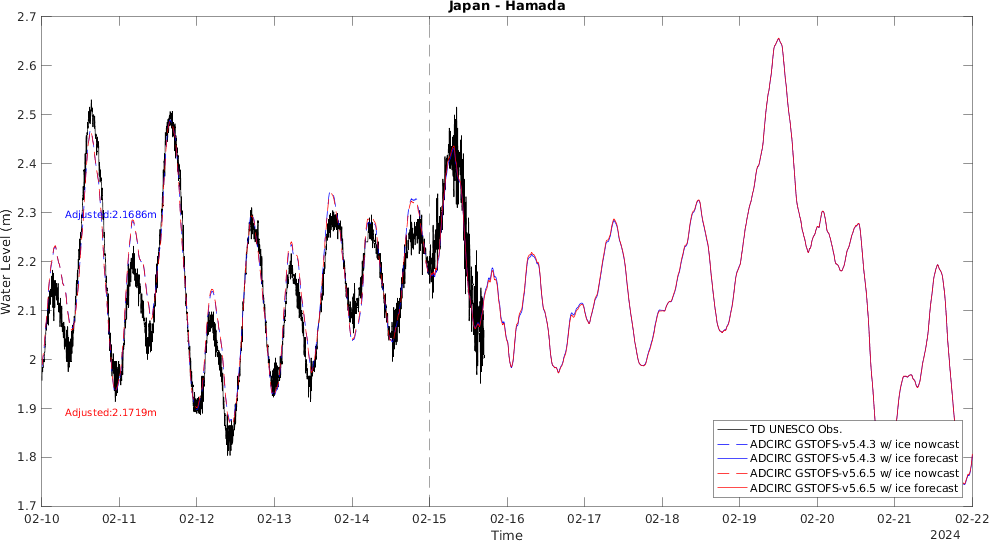 Japan - Hamada
2.7
2.6
2.5
2.4
2.3
2.2
2.1
2
1.9
1.8
1.7
Water Level (m)
Adjusted:2.1686m
Adjusted:2.1719m
TD UNESCO Obs.
ADCIRC GSTOFS-v5.4.3 w/ ice nowcast
ADCIRC GSTOFS-v5.4.3 w/ ice forecast
ADCIRC GSTOFS-v5.6.5 w/ ice nowcast
ADCIRC GSTOFS-v5.6.5 w/ ice forecast
02-10 02-11 02-12 02-13 02-14 02-15 02-16 02-17 02-18 02-19 02-20 02-21 02-22
Time
2024